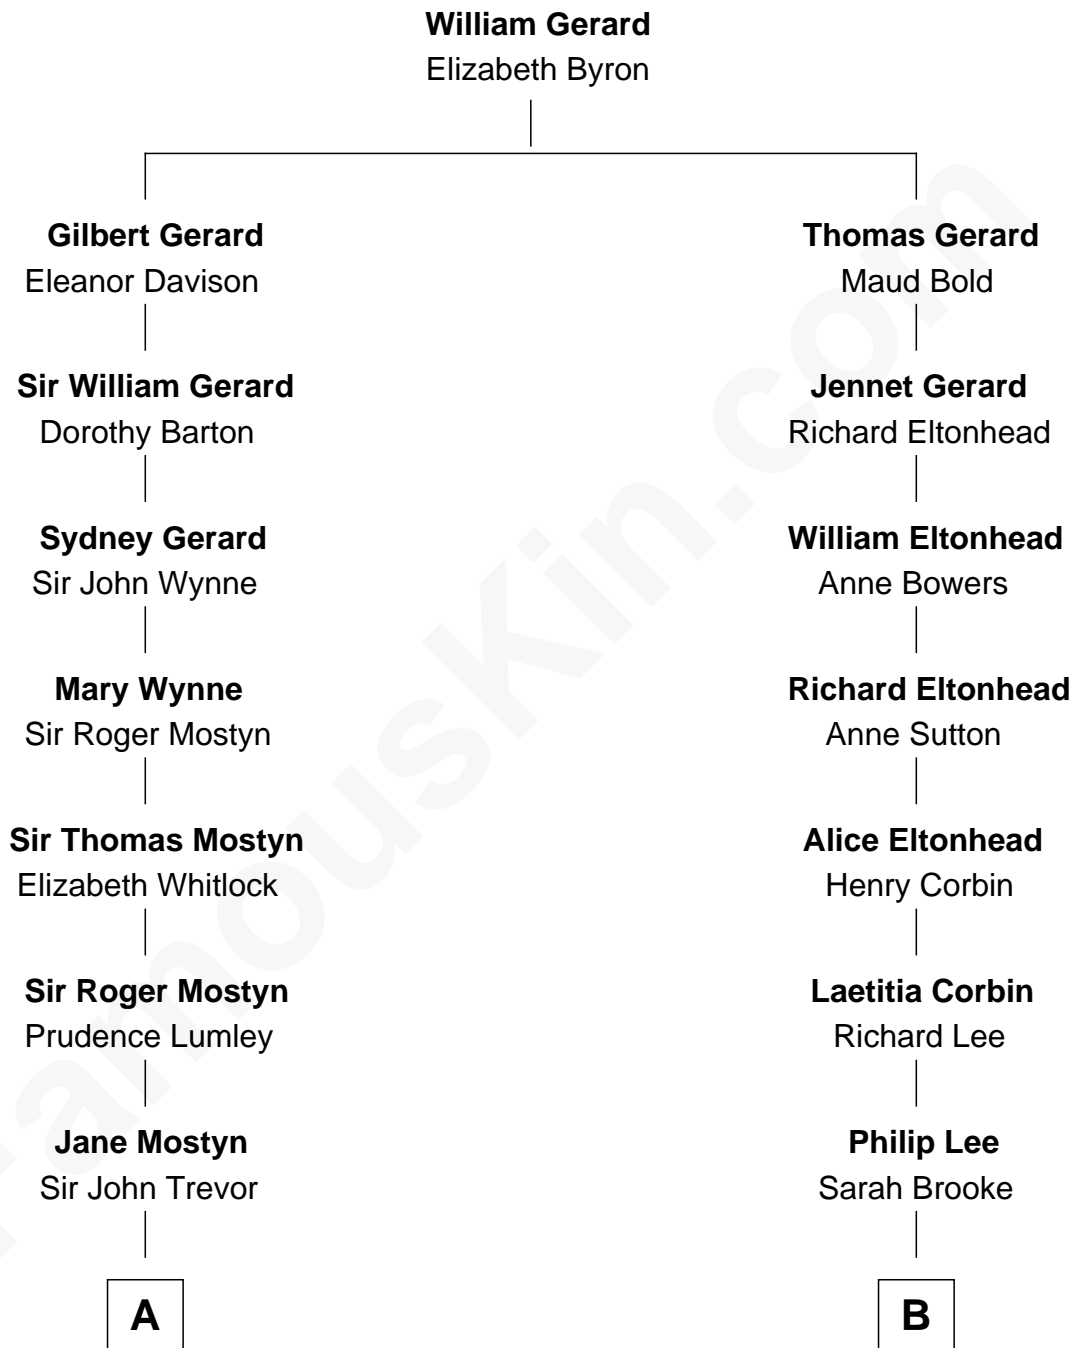 William Gerard
Elizabeth Byron
Gilbert Gerard
Eleanor Davison
Thomas Gerard
Maud Bold
Sir William Gerard
Dorothy Barton
Jennet Gerard
Richard Eltonhead
Sydney Gerard
Sir John Wynne
William Eltonhead
Anne Bowers
Mary Wynne
Sir Roger Mostyn
Richard Eltonhead
Anne Sutton
Sir Thomas Mostyn
Elizabeth Whitlock
Alice Eltonhead
Henry Corbin
Sir Roger Mostyn
Prudence Lumley
Laetitia Corbin
Richard Lee
Jane Mostyn
Sir John Trevor
Philip Lee
Sarah Brooke
A
B
FamousKin.com